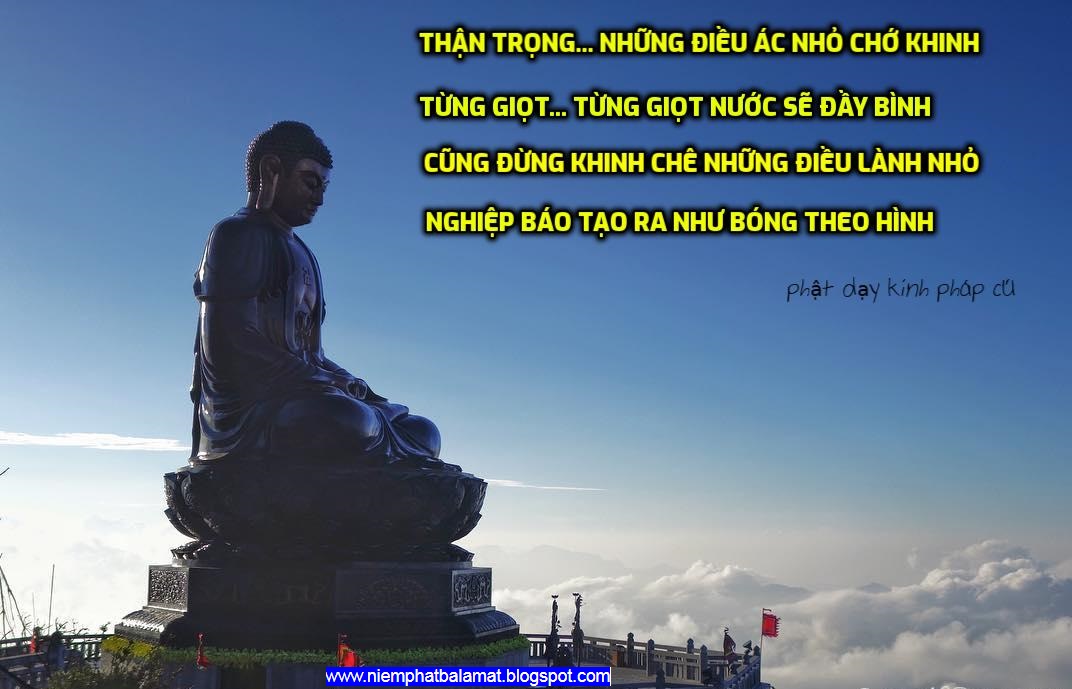 THẬN TRỌNG... NHỮNG ĐIỀU ÁC NHỎ CHỚ KHINH
TỪNG GIỌT... TỪNG GIỌT NƯỚC SẼ ĐẦY BÌNH
CŨNG ĐỪNG KHINH CHÊ NHỮNG ĐIỀU LÀNH NHỎ
NGHIỆP BÁO TẠO RA NHƯ BÓNG THEO HÌNH
phật dạy kinh pháp cú
www.niemphatbalamat.blogspot.com